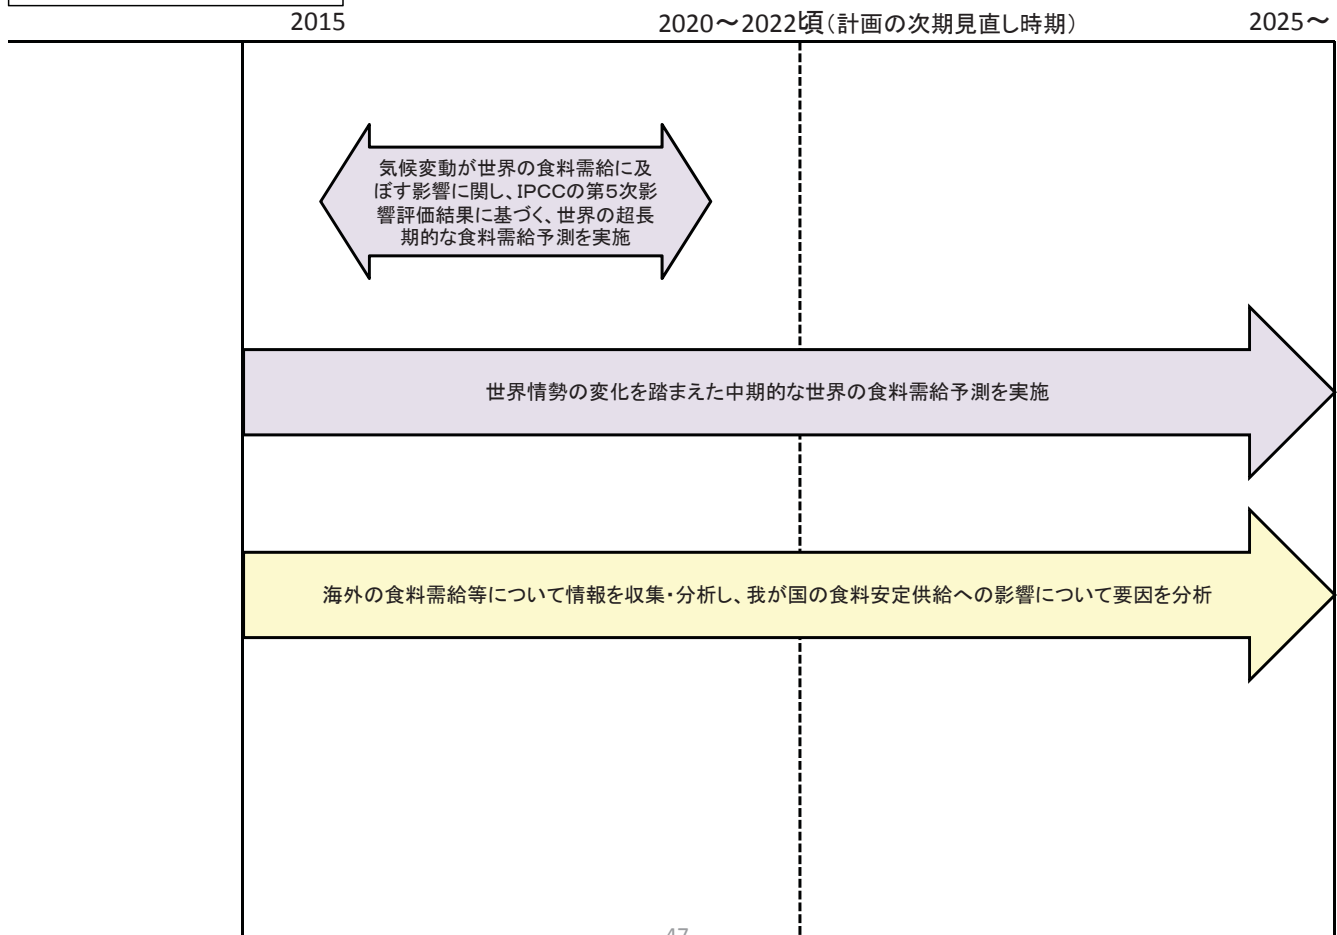 2015 2020～2022頃（計画の次期見直し時期） 2025～
気候変動が世界の食料需給に及
ぼす影響に関し、IPCCの第5次影
響評価結果に基づく、世界の超長
期的な食料需給予測を実施
世界情勢の変化を踏まえた中期的な世界の食料需給予測を実施
海外の食料需給等について情報を収集・分析し、我が国の食料安定供給への影響について要因を分析
47